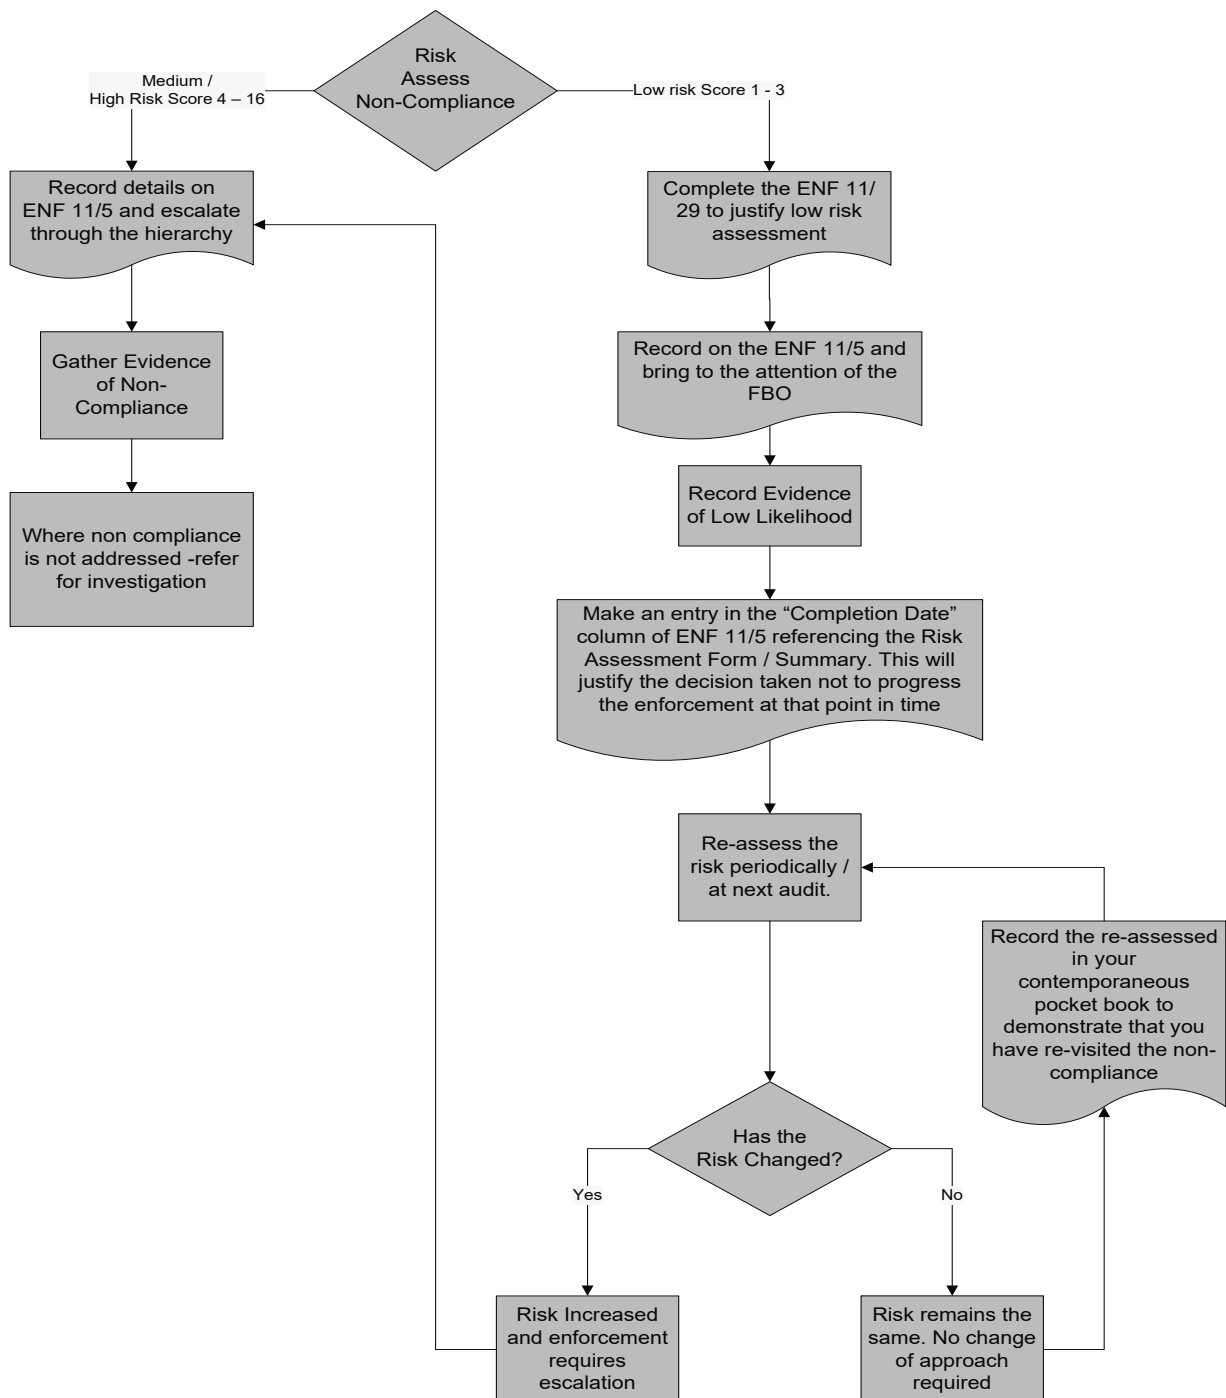 Risk
Assess
Non-Compliance
Medium /
High Risk Score 4 – 16
Low risk Score 1 - 3
Record details on
ENF 11/5 and escalate
through the hierarchy
Gather Evidence
of Non-
Compliance
Where non compliance
is not addressed -refer
for investigation
Complete the ENF 11/
29 to justify low risk
assessment
Record on the ENF 11/5 and
bring to the attention of the
FBO
Record Evidence
of Low Likelihood
Make an entry in the “Completion Date”
column of ENF 11/5 referencing the Risk
Assessment Form / Summary. This will
justify the decision taken not to progress
the enforcement at that point in time
Re-assess the
risk periodically /
at next audit.
Record the re-assessed
in your
contemporaneous
pocket book to
demonstrate that you
have re-visited the non-
compliance
Has the
Risk Changed?
Yes
No
Risk Increased
and enforcement
requires
escalation
Risk remains the
same. No change
of approach
required